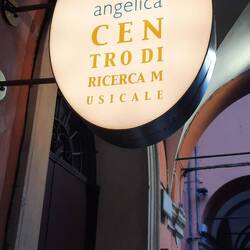 angelica
CEN
TRO DI
RICERCA M
USICALE